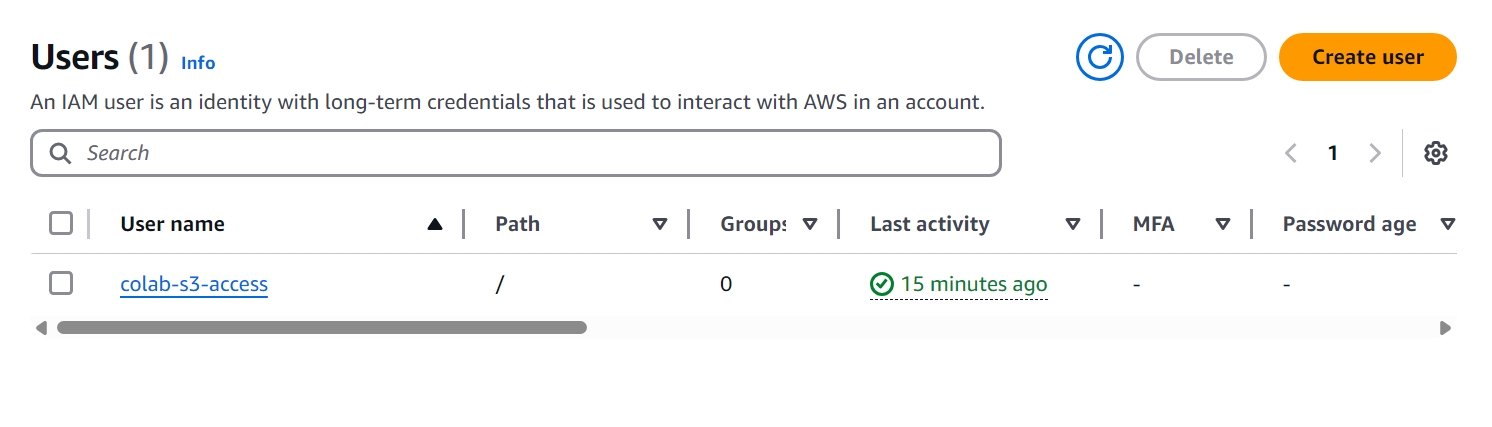 Users (1) Info
Delete
Create user
An IAM user is an identity with long-term credentials that is used to interact with AWS in an account.
Search
1
User name Path Groups Last activity MFA Password age
colab-s3-access / 0 15 minutes ago - -